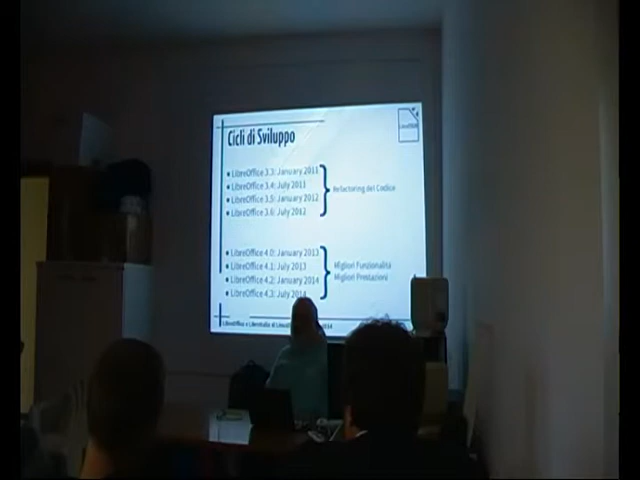 Cicli di Sviluppo
LibreOffice 3.3: January 2011
LibreOffice 3.4: July 2011
LibreOffice 3.5: January 2012
LibreOffice 3.6: July 2012
Refactoring del Codice
LibreOffice 4.0: January 2013
LibreOffice 4.1: July 2013
LibreOffice 4.2: January 2014
LibreOffice 4.3: July 2014
Migliori Funzionalità
Migliori Prestazioni